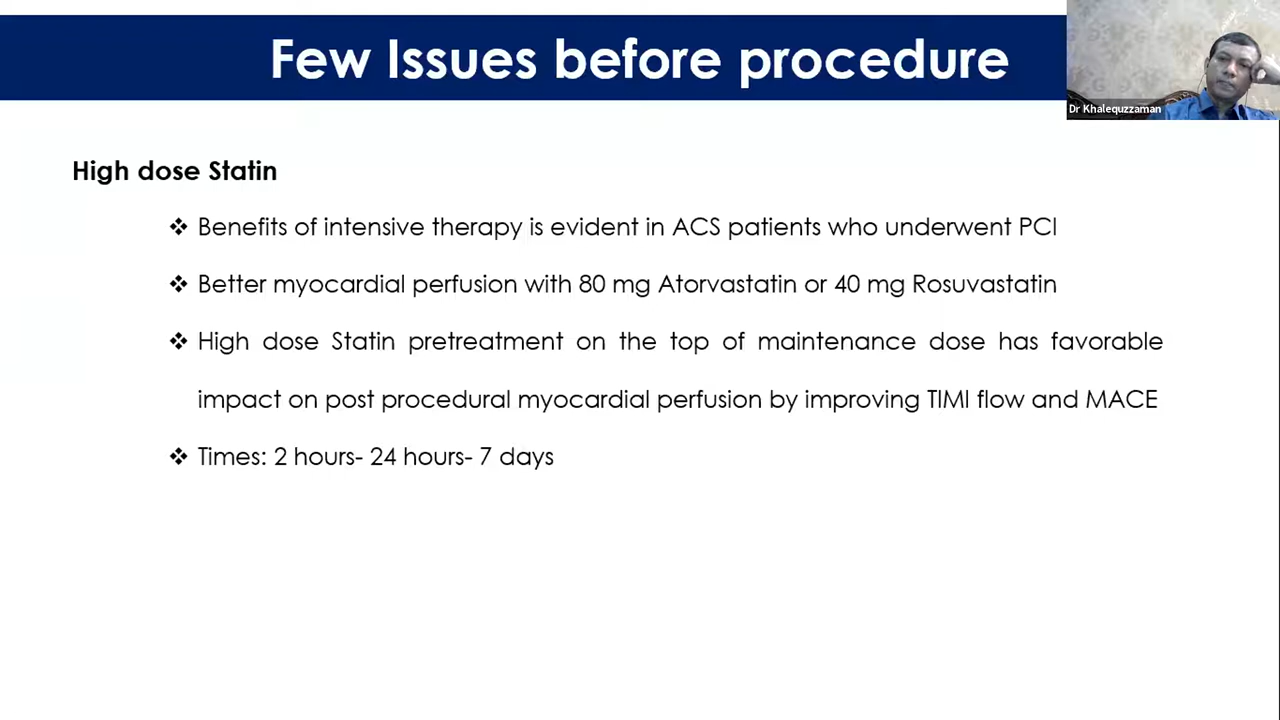 Few Issues before procedure
Dr Khalequzzaman
High dose Statin
❖ Benefits of intensive therapy is evident in ACS patients who underwent PCI
❖ Better myocardial perfusion with 80 mg Atorvastatin or 40 mg Rosuvastatin
❖ High dose Statin pretreatment on the top of maintenance dose has favorable
impact on post procedural myocardial perfusion by improving TIMI flow and MACE
❖ Times: 2 hours- 24 hours- 7 days